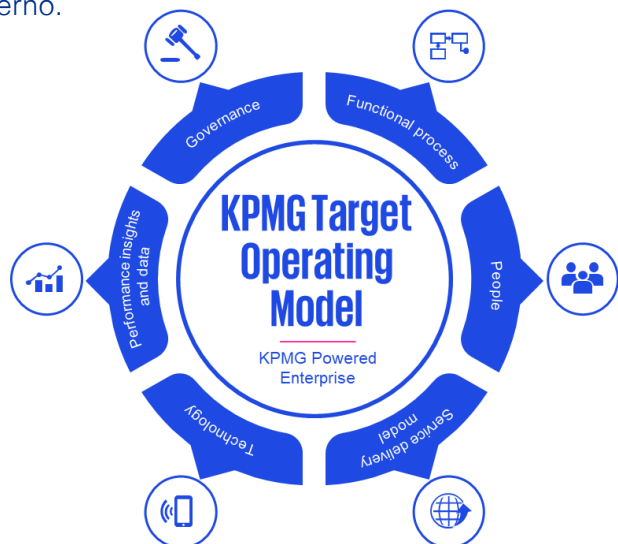 erno.
Governance
Functional process
KPMG Target
Operating
Model
KPMG Powered
Enterprise
Performance insights
and data
People
Technology
Service delivery
model